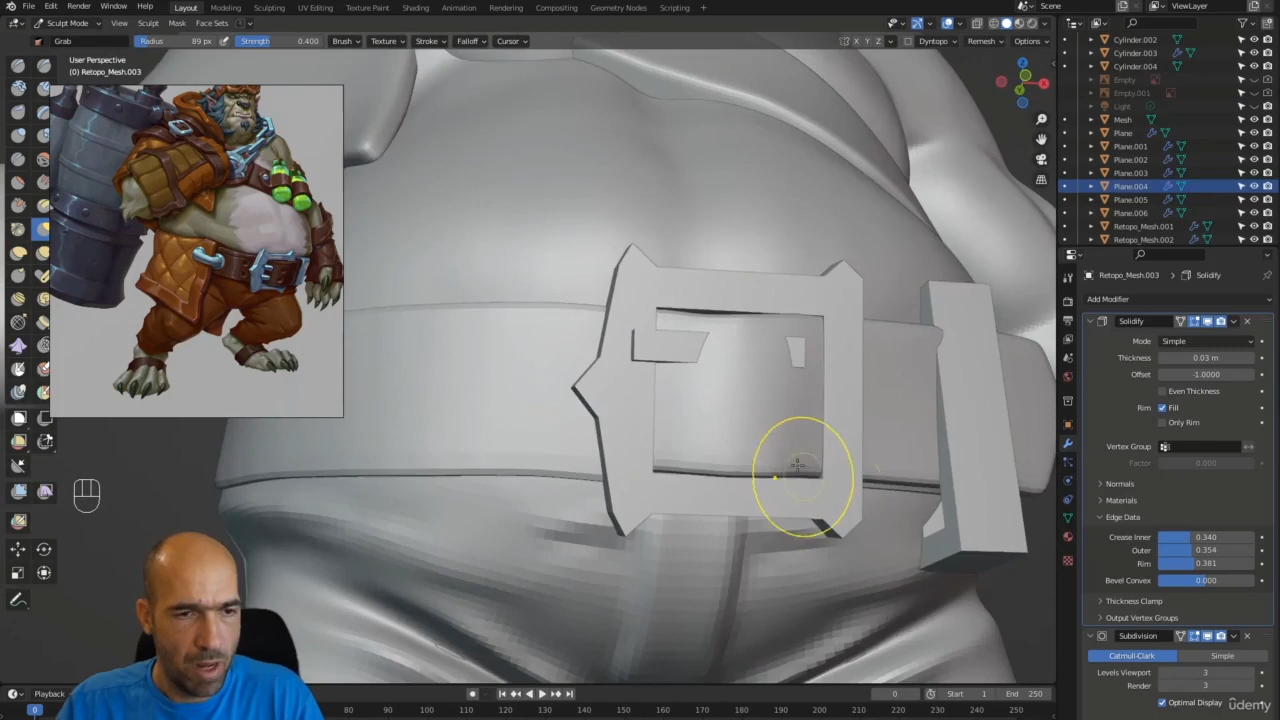 File Edit Render Window Help Layout Modeling Sculpting UV Editing Texture Paint Shading Animation Rendering Compositing Geometry Nodes Scripting + Scene ViewLayer
Sculpt Mode View Sculpt Mask Face Sets
Grab Radius 89 px Strength 0.400 Brush Texture Stroke Falloff Cursor X Y Z Dyntopo Remesh Options
User Perspective
(0) Retopo_Mesh.003
Cylinder.002
Cylinder.003
Cylinder.004
Empty
Empty.001
Light
Mesh
Plane
Plane.001
Plane.002
Plane.003
Plane.004
Plane.005
Plane.006
Retopo_Mesh.001
Retopo_Mesh.002
Retopo_Mesh.003 > Solidify
Add Modifier
Solidify
Mode Simple
Thickness 0.03 m
Offset -1.0000
Even Thickness
Rim Fill
Only Rim
Vertex Group
Factor 0.000
Normals
Materials
Edge Data
Crease Inner 0.340
Outer 0.354
Rim 0.381
Bevel Convex 0.000
Thickness Clamp
Output Vertex Groups
Subdivision
Catmull-Clark Simple
Levels Viewport 3
Render 3
Optimal Display
Playback 0 Start 1 End 250
0 80 90 100 110 120 130 140 150 160 170 180 190 200 210 220 230 240 250
udemy